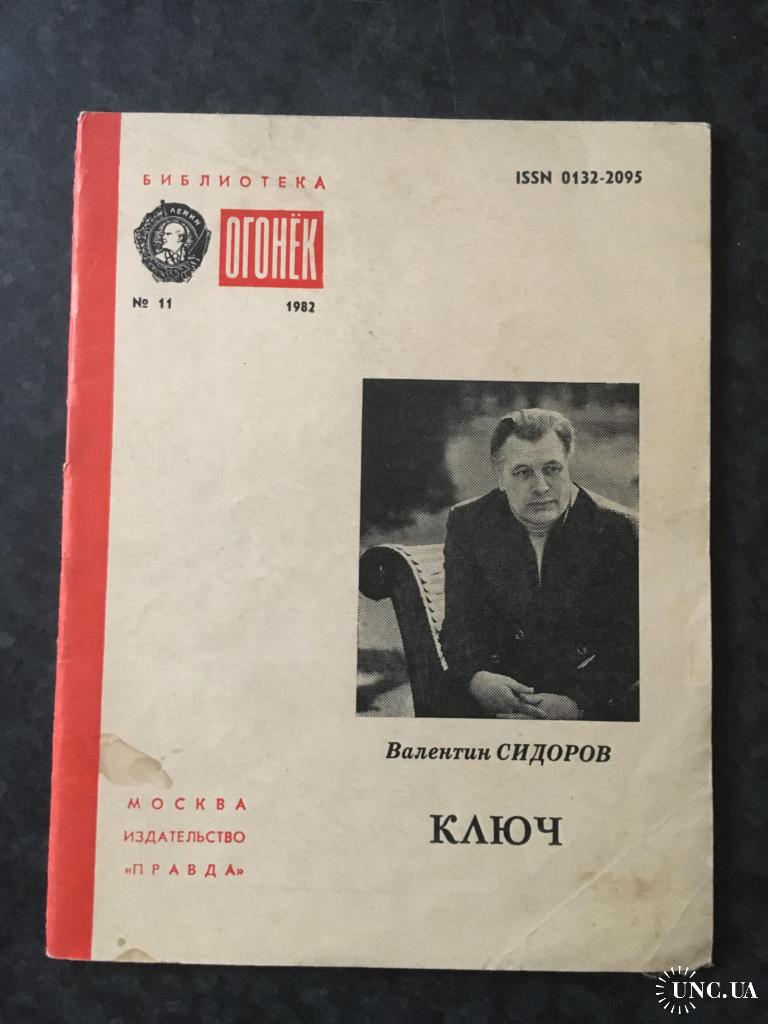 БИБЛИОТЕКА
ISSN 0132-2095
ЛЕНИН
ОГОНЁК
№ 11
1982
Валентин СИДОРОВ
КЛЮЧ
МОСКВА
ИЗДАТЕЛЬСТВО
«ПРАВДА»
UNC.UA